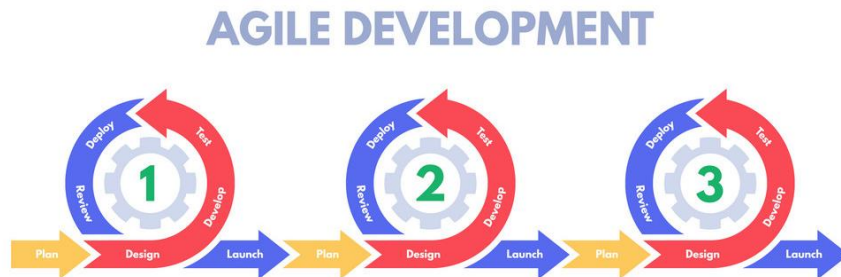 AGILE DEVELOPMENT
Plan
Design
Develop
Test
Deploy
Review
1
Launch
Plan
Design
Develop
Test
Deploy
Review
2
Launch
Plan
Design
Develop
Test
Deploy
Review
3
Launch